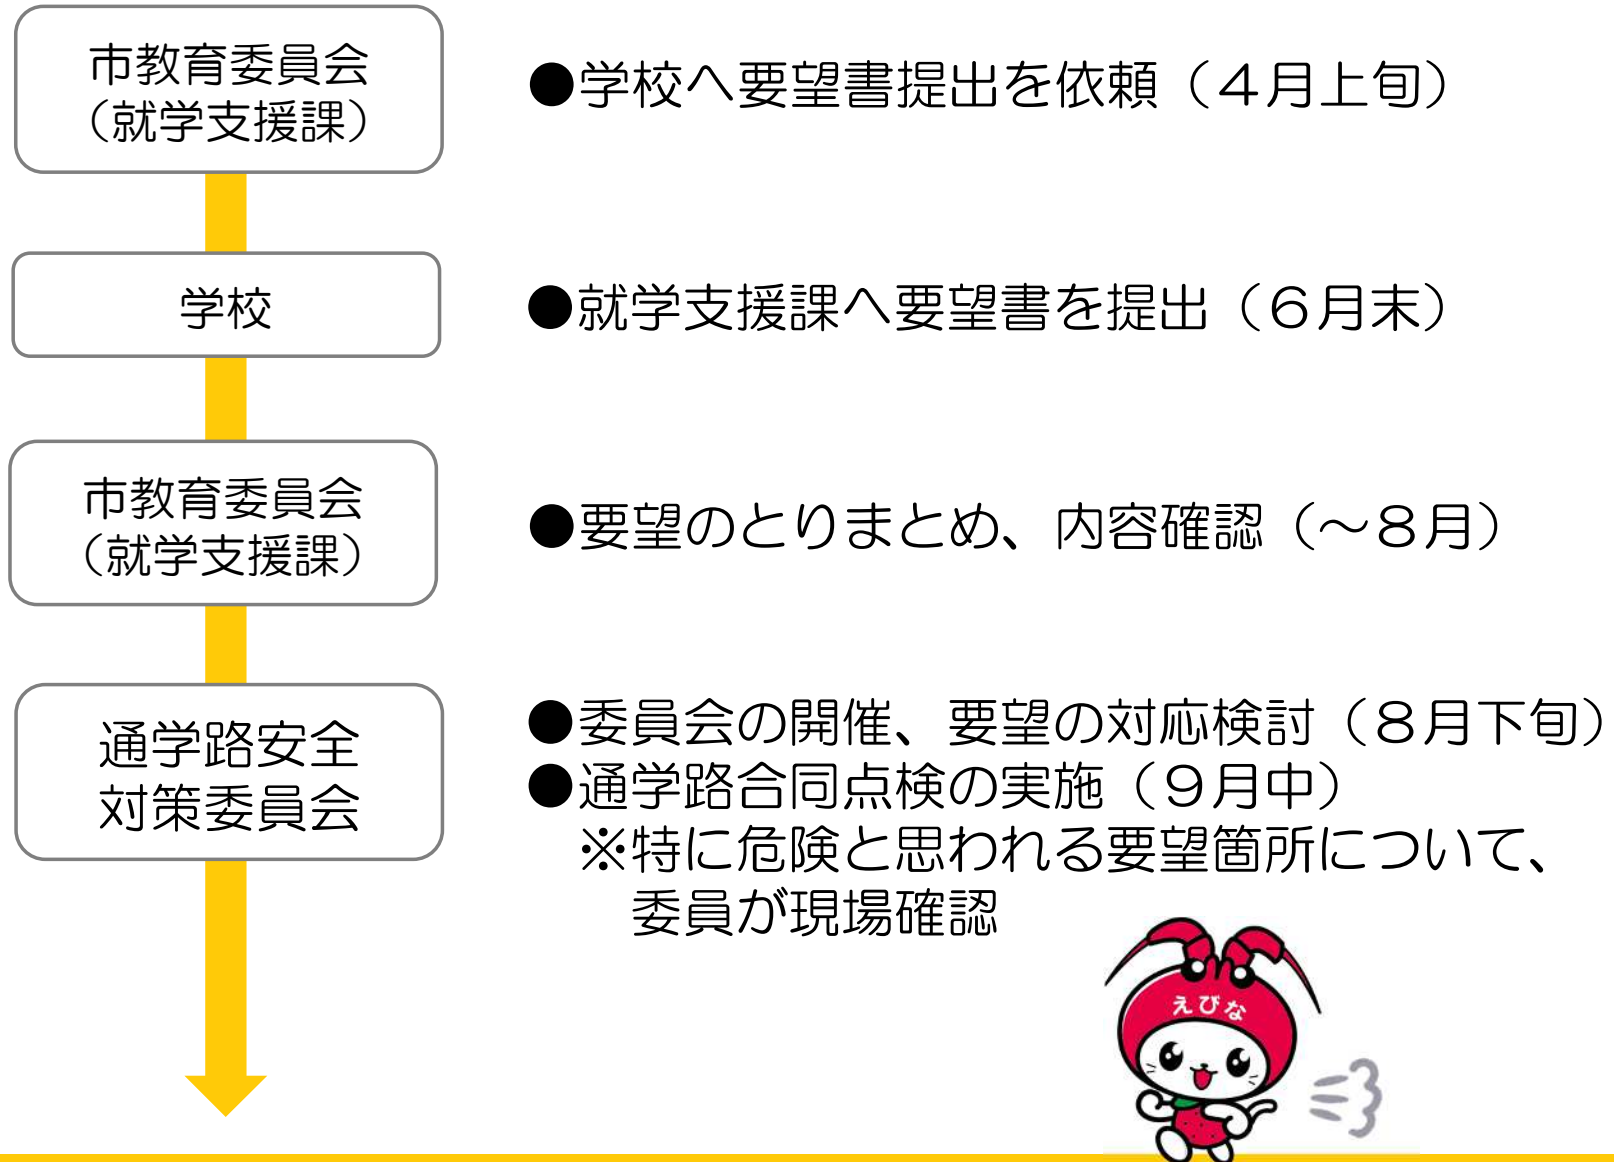 市教育委員会
（就学支援課）
●学校へ要望書提出を依頼（４月上旬）
学校
●就学支援課へ要望書を提出（６月末）
市教育委員会
（就学支援課）
●要望のとりまとめ、内容確認（～８月）
通学路安全
対策委員会
●委員会の開催、要望の対応検討（８月下旬）
●通学路合同点検の実施（９月中）
※特に危険と思われる要望箇所について、
委員が現場確認
えびな